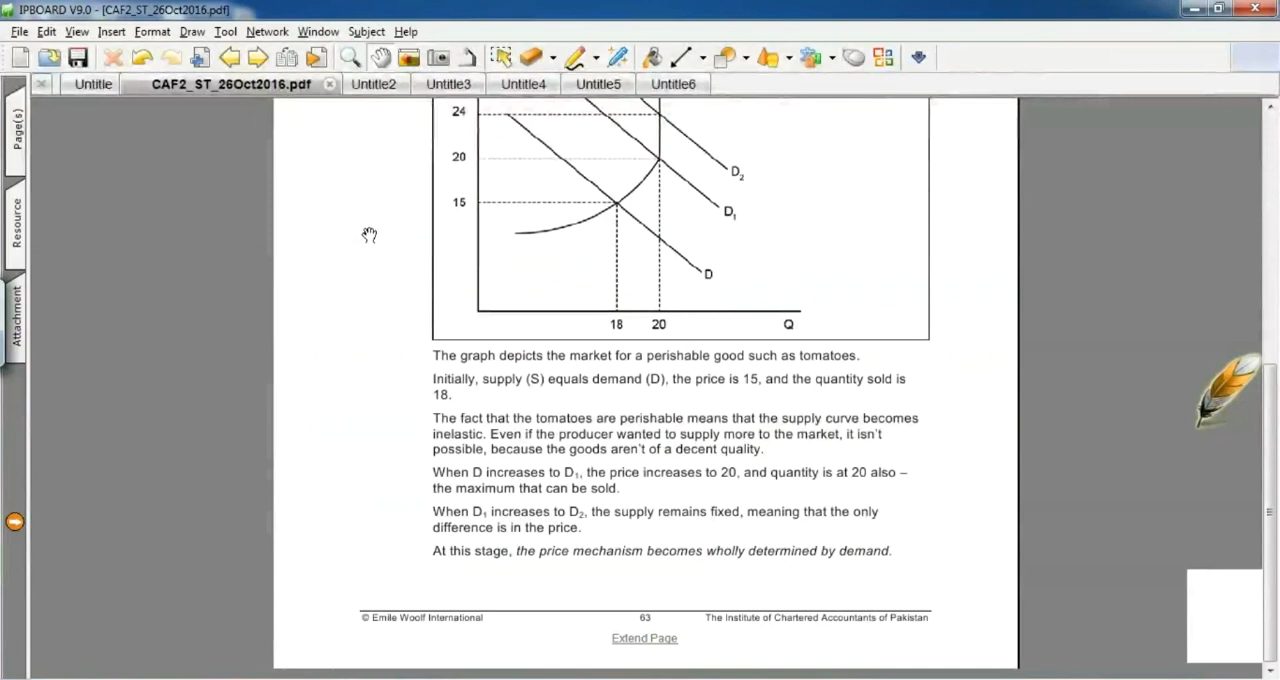 IPBOARD V9.0 - [CAF2_ST_26Oct2016.pdf]
File Edit View Insert Format Draw Tool Network Window Subject Help
Untitle CAF2_ST_26Oct2016.pdf Untitle2 Untitle3 Untitle4 Untitle5 Untitle6
Page(s)
Resource
Attachment
24
20
15
D2
D1
D
18 20 Q
The graph depicts the market for a perishable good such as tomatoes.
Initially, supply (S) equals demand (D), the price is 15, and the quantity sold is
18.
The fact that the tomatoes are perishable means that the supply curve becomes
inelastic. Even if the producer wanted to supply more to the market, it isn't
possible, because the goods aren't of a decent quality.
When D increases to D1, the price increases to 20, and quantity is at 20 also –
the maximum that can be sold.
When D1 increases to D2, the supply remains fixed, meaning that the only
difference is in the price.
At this stage, the price mechanism becomes wholly determined by demand.
© Emile Woolf International 63 The Institute of Chartered Accountants of Pakistan
Extend Page